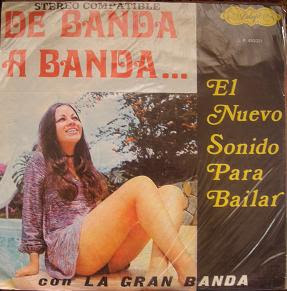 STEREO COMPATIBLE
DE BANDA
A BANDA...
El
Nuevo
Sonido
Para
Bailar
con LA GRAN BANDA